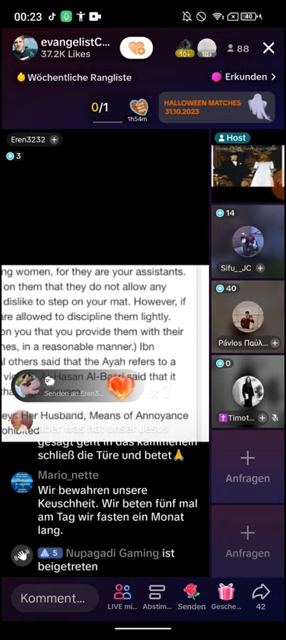 00:23
40
evangelistC...
37.2K Likes
88
Wöchentliche Rangliste
Erkunden >
0/1
1h54m
HALLOWEEN MATCHES
31.10.2023
Eren3232 +
3
Host
14
Sifu__JC
40
Pávlos Παύλ...
0
Timot...
ng women, for they are your assistants.
on them that they do not allow any
dislike to step on your mat. However, if
are allowed to discipline them lightly.
on you that you provide them with their
nes, in a reasonable manner.) Ibn
l others said that the Ayah refers to a
Al-Hasan Al-Basri said that it
Senden an Eren3...
Her Husband, Means of Annoyance
ohibited
gesagt geht in das Kämmerlein
schließ die Türe und betet🙏
Mario_nette
Wir bewahren unsere
Keuschheit. Wir beten fünf mal
am Tag wir fasten ein Monat
lang.
5 Nupagadi Gaming ist
beigetreten
Anfragen
Anfragen
Komment...
LIVE mi...
Abstim...
Senden
Gesche...
42